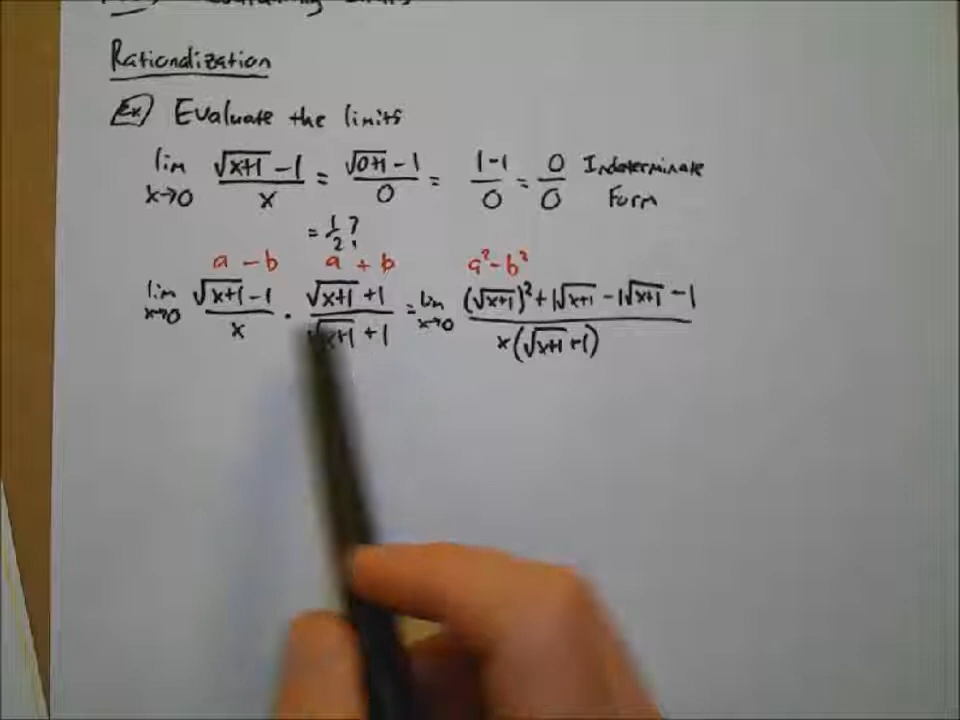 Rationalization
Ex Evaluate the limits
lim x→0 (√(x+1) - 1)/x = (√(0+1) - 1)/0 = (1-1)/0 = 0/0 Indeterminate Form
= 1/2?
a - b a + b a² - b²
lim x→0 (√(x+1) - 1)/x · (√(x+1) + 1)/(√(x+1) + 1) = lim x→0 ((√(x+1))² + 1√(x+1) - 1√(x+1) - 1)/(x(√(x+1) + 1))